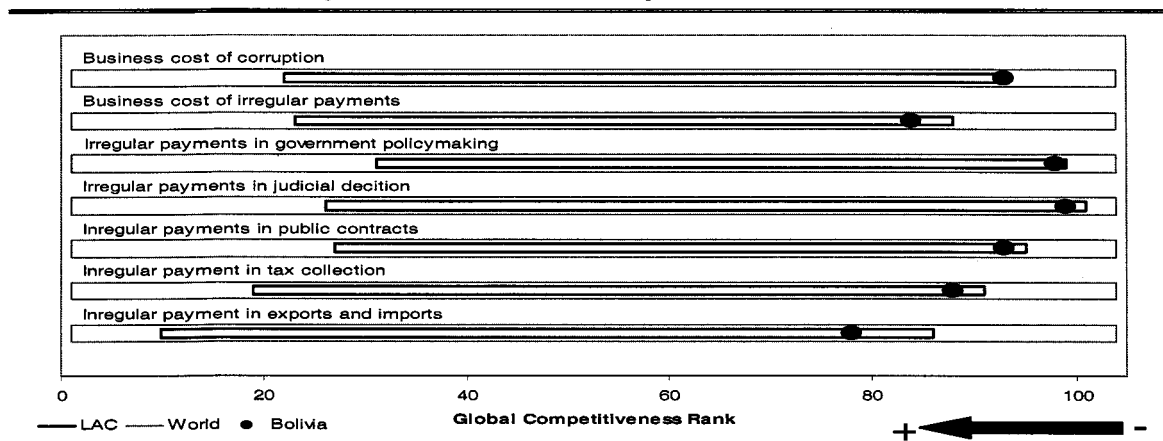 Business cost of corruption
Business cost of irregular payments
Irregular payments in government policymaking
Irregular payments in judicial decition
Inregular payments in public contracts
Inregular payment in tax collection
Inregular payment in exports and imports
0 20 40 60 80 100
LAC World Bolivia Global Competitiveness Rank + -